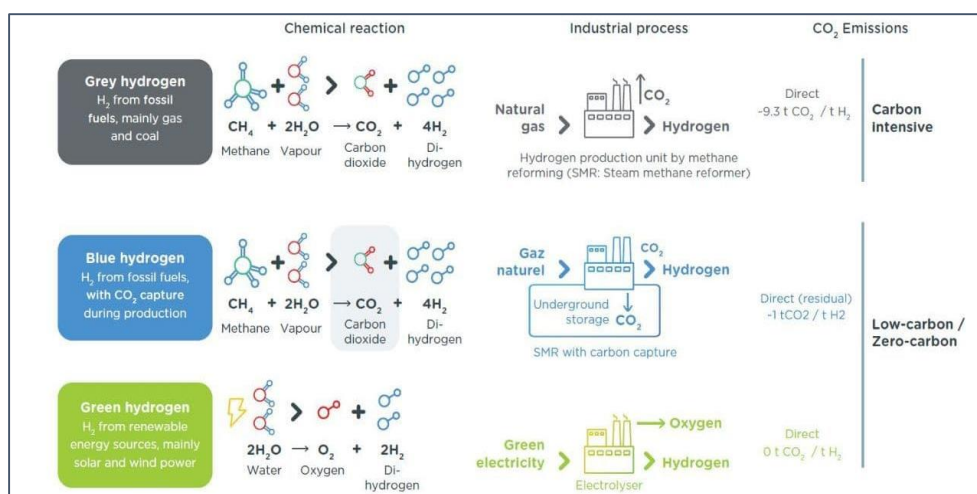 Chemical reaction
Industrial process
CO₂ Emissions
Grey hydrogen
H₂ from fossil
fuels, mainly gas
and coal
CH₄ + 2H₂O → CO₂ + 4H₂
Methane Vapour Carbon dioxide Di-hydrogen
Natural gas
CO₂
Hydrogen
Hydrogen production unit by methane
reforming (SMR: Steam methane reformer)
Direct
~9.3 t CO₂ / t H₂
Carbon
intensive
Blue hydrogen
H₂ from fossil fuels,
with CO₂ capture
during production
CH₄ + 2H₂O → CO₂ + 4H₂
Methane Vapour Carbon dioxide Di-hydrogen
Gaz naturel
CO₂
Hydrogen
Underground
storage CO₂
SMR with carbon capture
Direct (residual)
~1 tCO2 / t H2
Low-carbon /
Zero-carbon
Green hydrogen
H₂ from renewable
energy sources, mainly
solar and wind power
2H₂O → O₂ + 2H₂
Water Oxygen Di-hydrogen
Green electricity
Oxygen
Hydrogen
Electrolyser
Direct
0 t CO₂ / t H₂